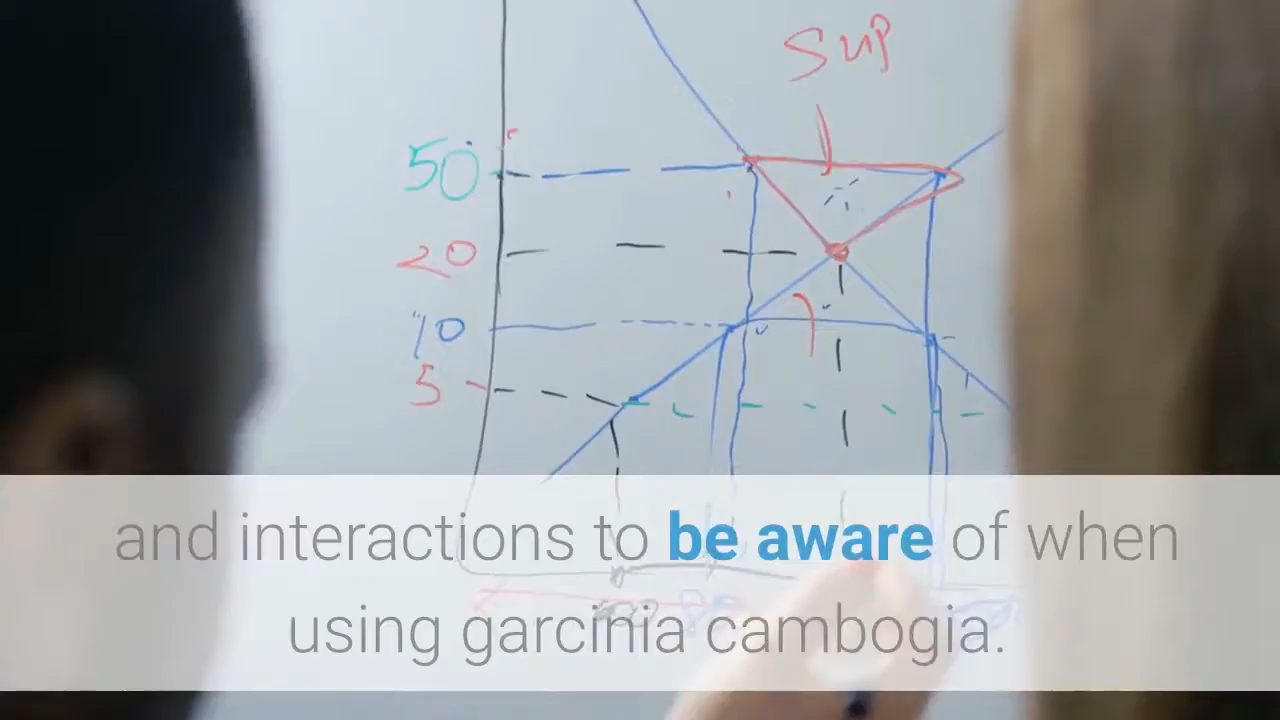 SUP
50
20
10
5
and interactions to be aware of when
using garcinia cambogia.